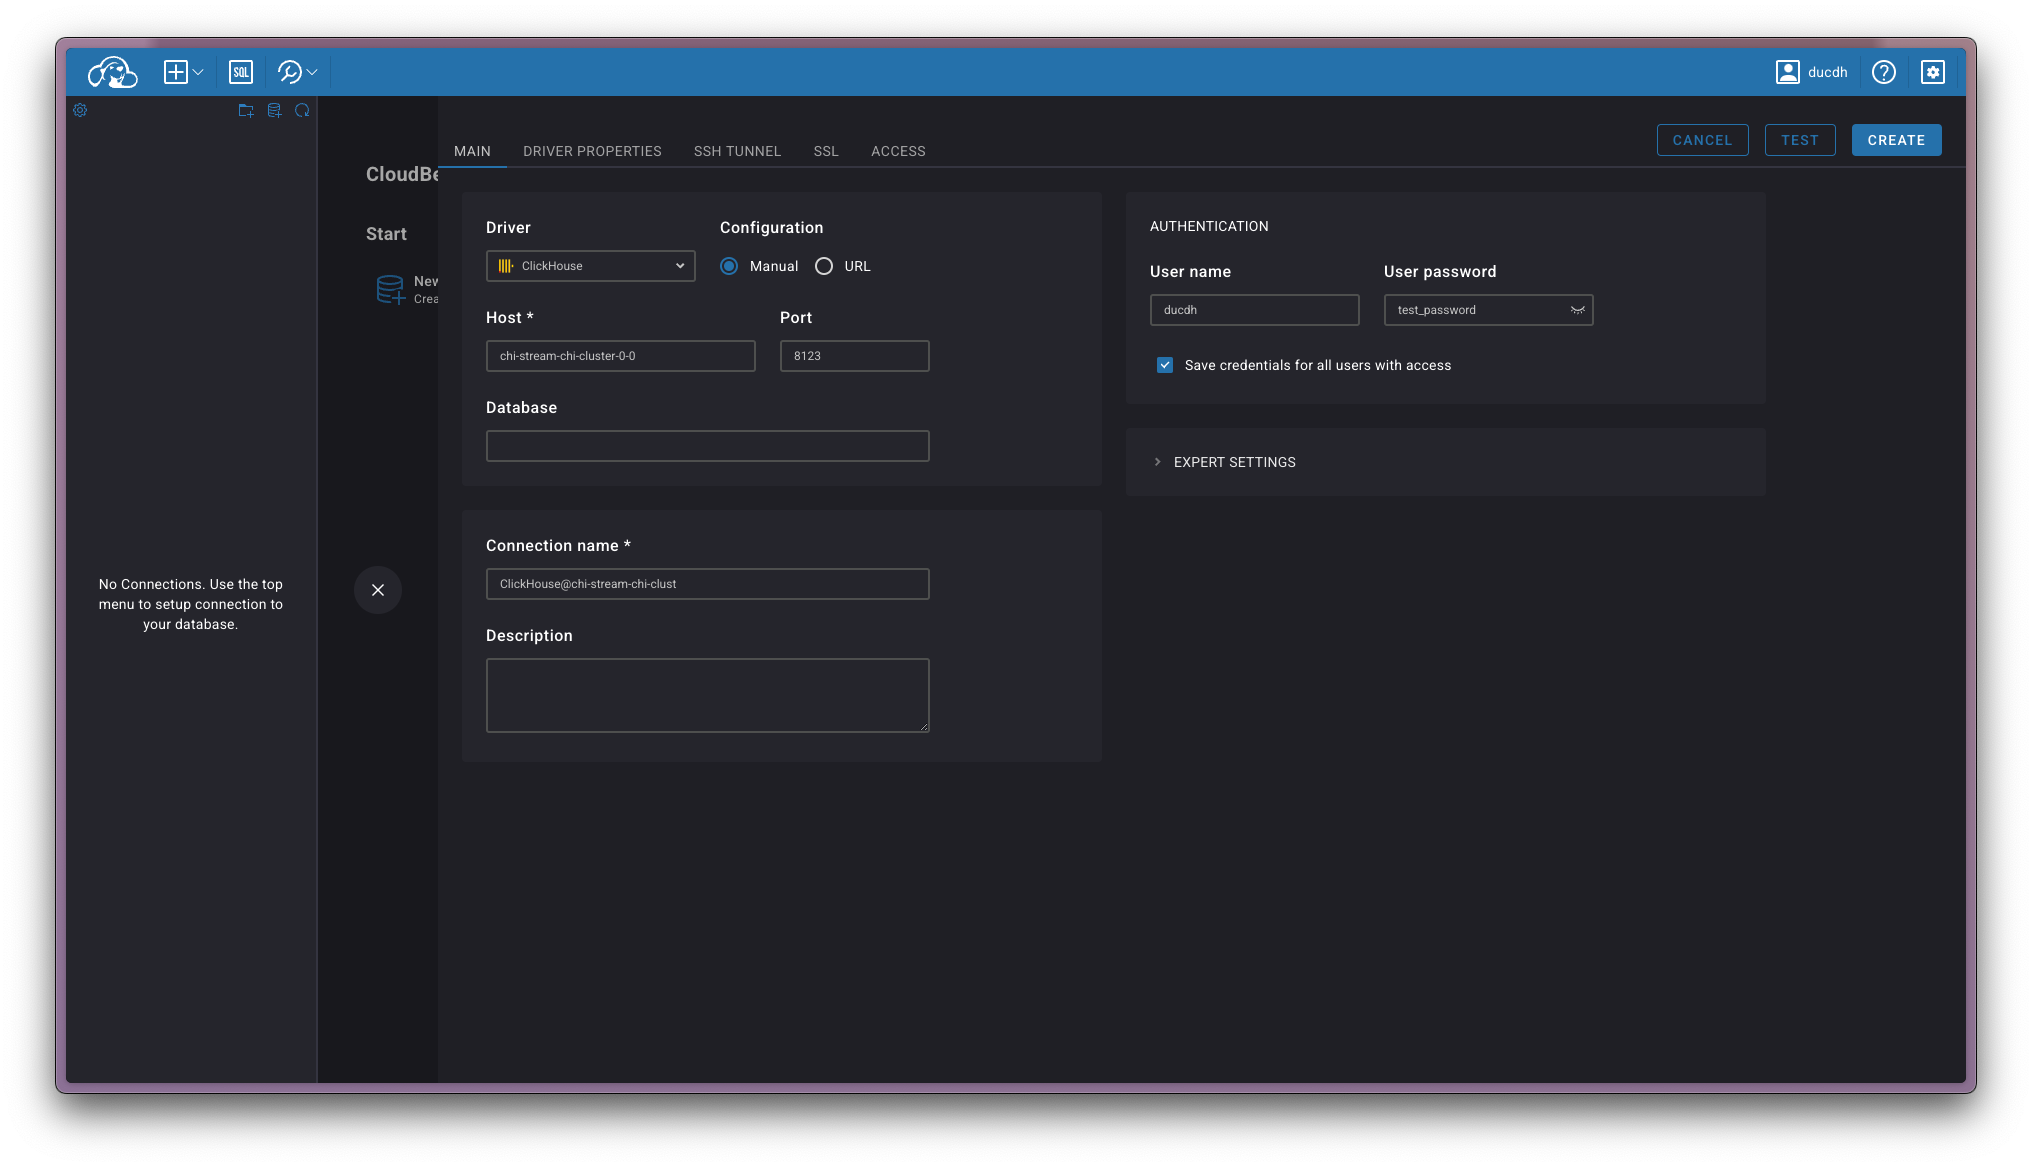 SQL
ducdh
CloudBe
Start
New
Crea
No Connections. Use the top
menu to setup connection to
your database.
MAIN
DRIVER PROPERTIES
SSH TUNNEL
SSL
ACCESS
CANCEL
TEST
CREATE
Driver
Configuration
ClickHouse
Manual
URL
Host *
Port
chi-stream-chi-cluster-0-0
8123
Database
Connection name *
ClickHouse@chi-stream-chi-clust
Description
AUTHENTICATION
User name
User password
ducdh
test_password
Save credentials for all users with access
EXPERT SETTINGS